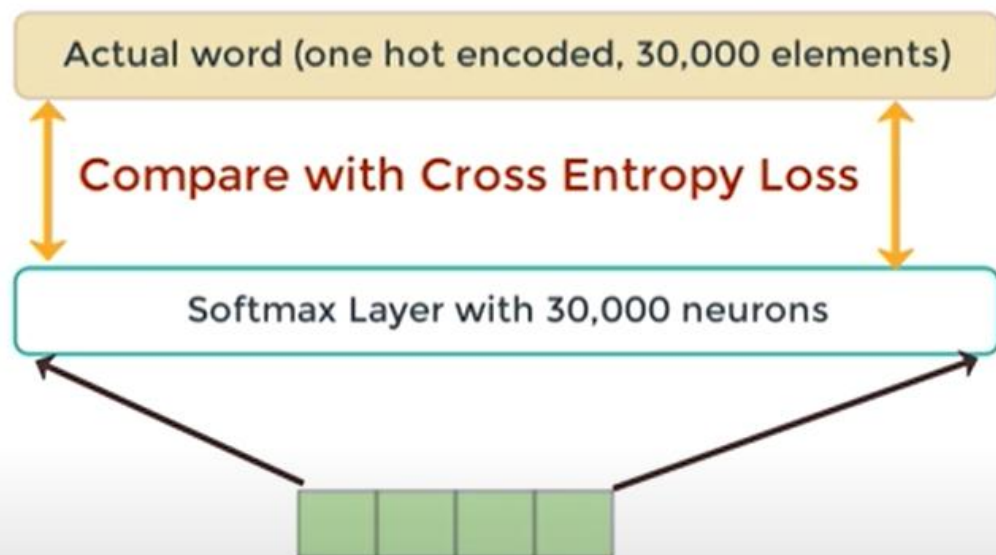 Actual word (one hot encoded, 30,000 elements)
Compare with Cross Entropy Loss
Softmax Layer with 30,000 neurons